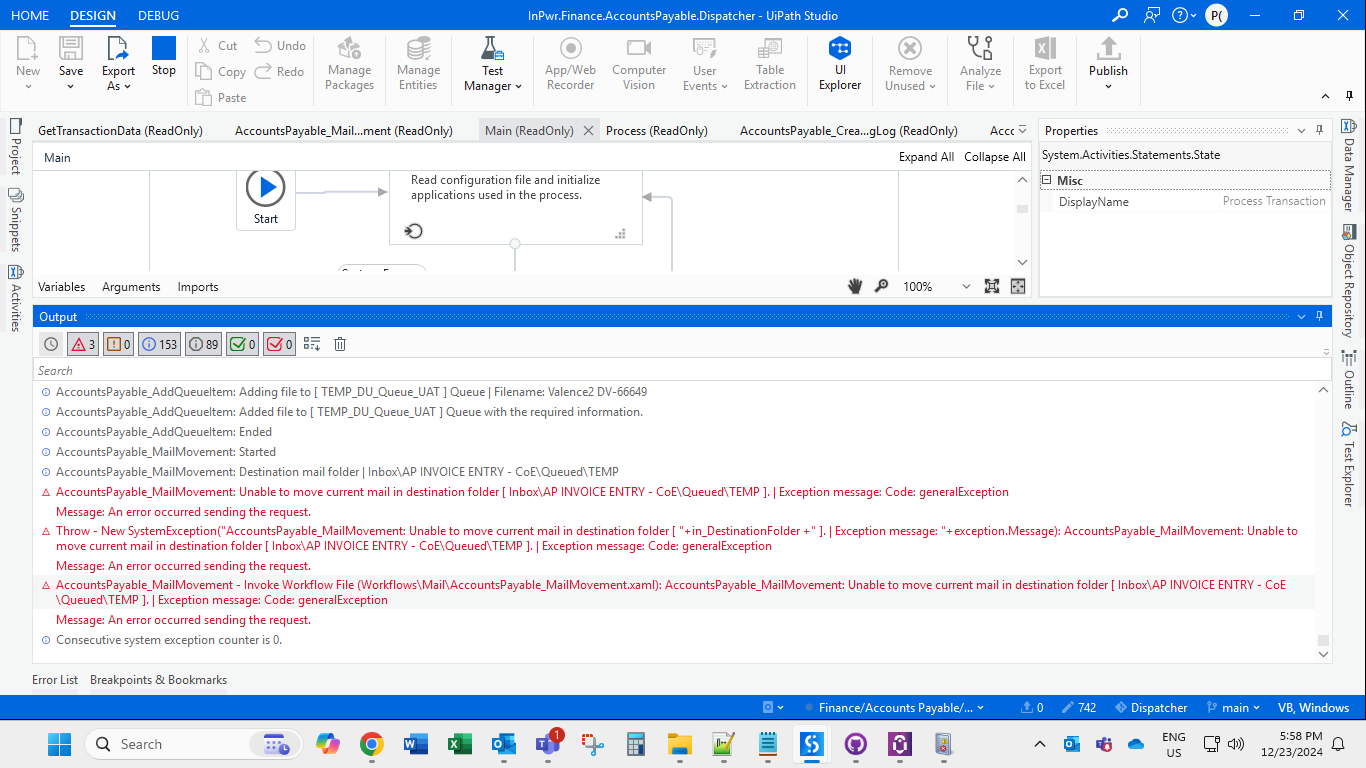 HOME DESIGN DEBUG InPwr.Finance.AccountsPayable.Dispatcher - UiPath Studio P(
New Save Export As Stop Cut Copy Paste Undo Redo Manage Packages Manage Entities Test Manager App/Web Recorder Computer Vision User Events Table Extraction UI Explorer Remove Unused Analyze File Export to Excel Publish
GetTransactionData (ReadOnly) AccountsPayable_Mail...ment (ReadOnly) Main (ReadOnly) Process (ReadOnly) AccountsPayable_Crea...gLog (ReadOnly) Acc
Main Expand All Collapse All
Read configuration file and initialize
applications used in the process.
Start
Variables Arguments Imports 100%
Properties
System.Activities.Statements.State
Misc
DisplayName Process Transaction
Project
Snippets
Activities
Data Manager
Object Repository
Outline
Test Explorer
Output
3 0 153 89 0 0
Search
AccountsPayable_AddQueueItem: Adding file to [ TEMP_DU_Queue_UAT ] Queue | Filename: Valence2 DV-66649
AccountsPayable_AddQueueItem: Added file to [ TEMP_DU_Queue_UAT ] Queue with the required information.
AccountsPayable_AddQueueItem: Ended
AccountsPayable_MailMovement: Started
AccountsPayable_MailMovement: Destination mail folder | Inbox\AP INVOICE ENTRY - CoE\Queued\TEMP
AccountsPayable_MailMovement: Unable to move current mail in destination folder [ Inbox\AP INVOICE ENTRY - CoE\Queued\TEMP ]. | Exception message: Code: generalException
Message: An error occurred sending the request.
Throw - New SystemException("AccountsPayable_MailMovement: Unable to move current mail in destination folder [ "+in_DestinationFolder +" ]. | Exception message: "+exception.Message): AccountsPayable_MailMovement: Unable to
move current mail in destination folder [ Inbox\AP INVOICE ENTRY - CoE\Queued\TEMP ]. | Exception message: Code: generalException
Message: An error occurred sending the request.
AccountsPayable_MailMovement - Invoke Workflow File (Workflows\Mail\AccountsPayable_MailMovement.xaml): AccountsPayable_MailMovement: Unable to move current mail in destination folder [ Inbox\AP INVOICE ENTRY - CoE
\Queued\TEMP ]. | Exception message: Code: generalException
Message: An error occurred sending the request.
Consecutive system exception counter is 0.
Error List Breakpoints & Bookmarks
Finance/Accounts Payable/... 0 742 Dispatcher main VB, Windows
Search 1 ENG 5:58 PM
US 12/23/2024